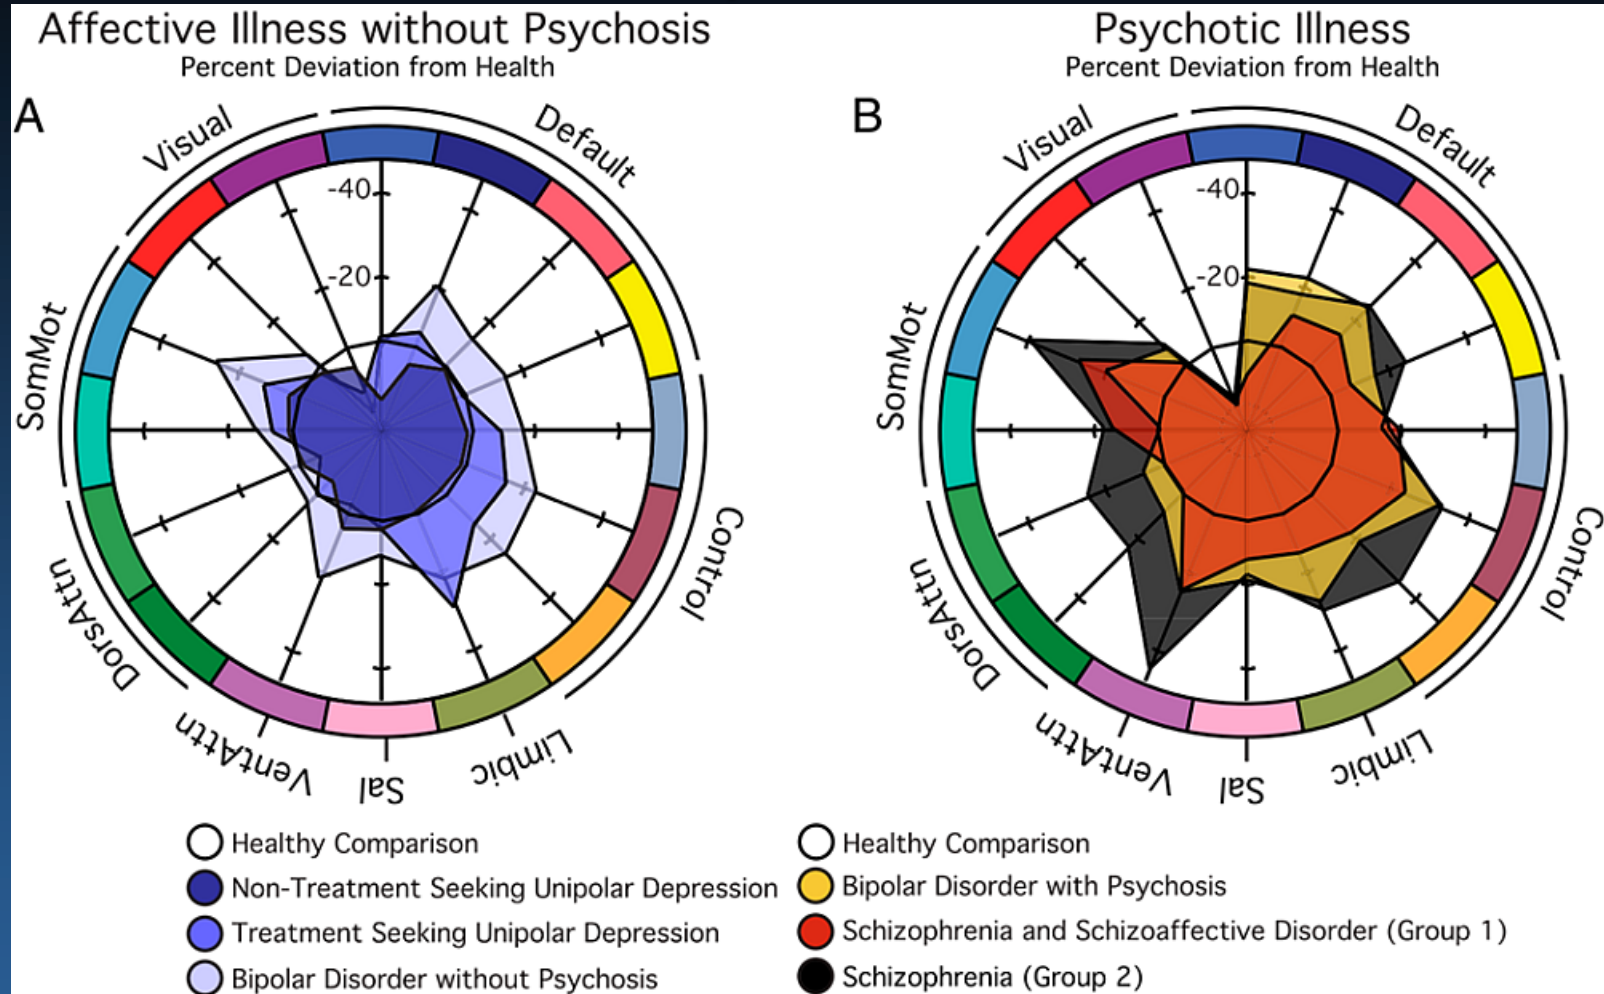 Affective Illness without Psychosis
Percent Deviation from Health
A
Visual
Default
SomMot
Control
DorsAttn
VentAttn
Sal
Limbic
-40
-20
Healthy Comparison
Non-Treatment Seeking Unipolar Depression
Treatment Seeking Unipolar Depression
Bipolar Disorder without Psychosis
Psychotic Illness
Percent Deviation from Health
B
Visual
Default
SomMot
Control
DorsAttn
VentAttn
Sal
Limbic
-40
-20
Healthy Comparison
Bipolar Disorder with Psychosis
Schizophrenia and Schizoaffective Disorder (Group 1)
Schizophrenia (Group 2)